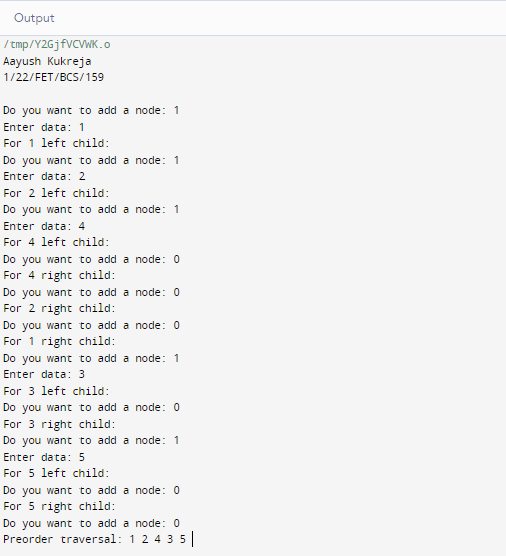 Output
/tmp/Y2GjfVCVWK.o
Aayush Kukreja
1/22/FET/BCS/159
Do you want to add a node: 1
Enter data: 1
For 1 left child:
Do you want to add a node: 1
Enter data: 2
For 2 left child:
Do you want to add a node: 1
Enter data: 4
For 4 left child:
Do you want to add a node: 0
For 4 right child:
Do you want to add a node: 0
For 2 right child:
Do you want to add a node: 0
For 1 right child:
Do you want to add a node: 1
Enter data: 3
For 3 left child:
Do you want to add a node: 0
For 3 right child:
Do you want to add a node: 1
Enter data: 5
For 5 left child:
Do you want to add a node: 0
For 5 right child:
Do you want to add a node: 0
Preorder traversal: 1 2 4 3 5